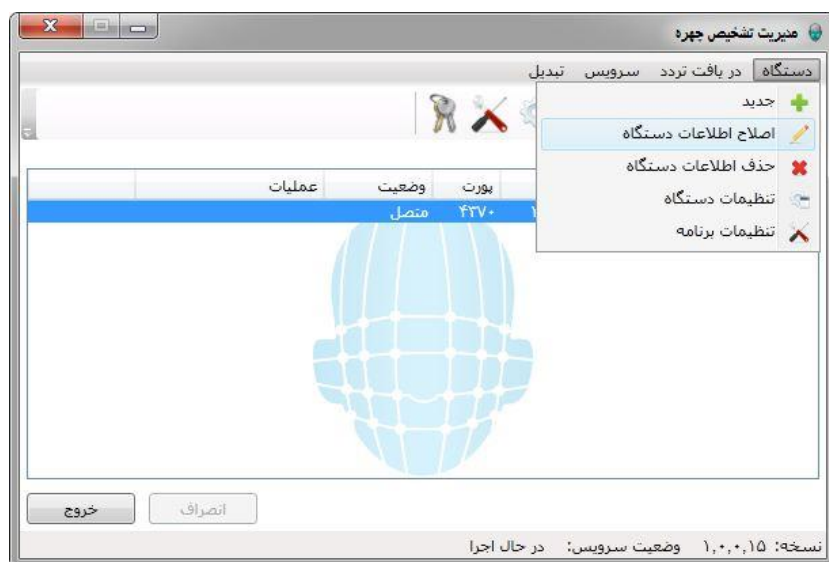 مدیریت تشخیص چهره
دستگاه در یافت تردد سرویس تبدیل
جدید
اصلاح اطلاعات دستگاه
حذف اطلاعات دستگاه
تنظیمات دستگاه
تنظیمات برنامه
پورت وضعیت عملیات
۴۳۷۰ متصل
انصراف خروج
نسخه: ۱,۰,۰,۱۵ وضعیت سرویس: در حال اجرا